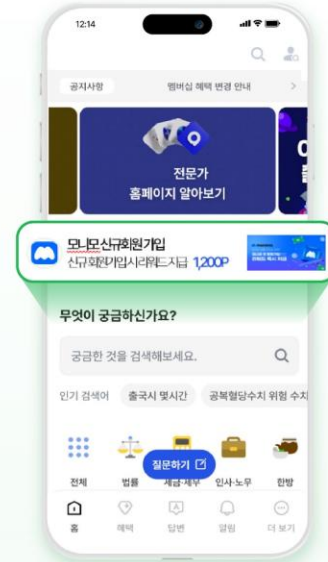 12:14
공지사항 멤버십 혜택 변경 안내
전문가
홈페이지 알아보기
모니모 신규회원 가입
신규 회원가입 시 리워드 지급 1,200P
무엇이 궁금하신가요?
궁금한 것을 검색해보세요.
인기 검색어 출국시 몇시간 공복혈당수치 위험 수치
질문하기
전체 법률 세금·세무 인사·노무 한방
홈 혜택 답변 알림 더 보기